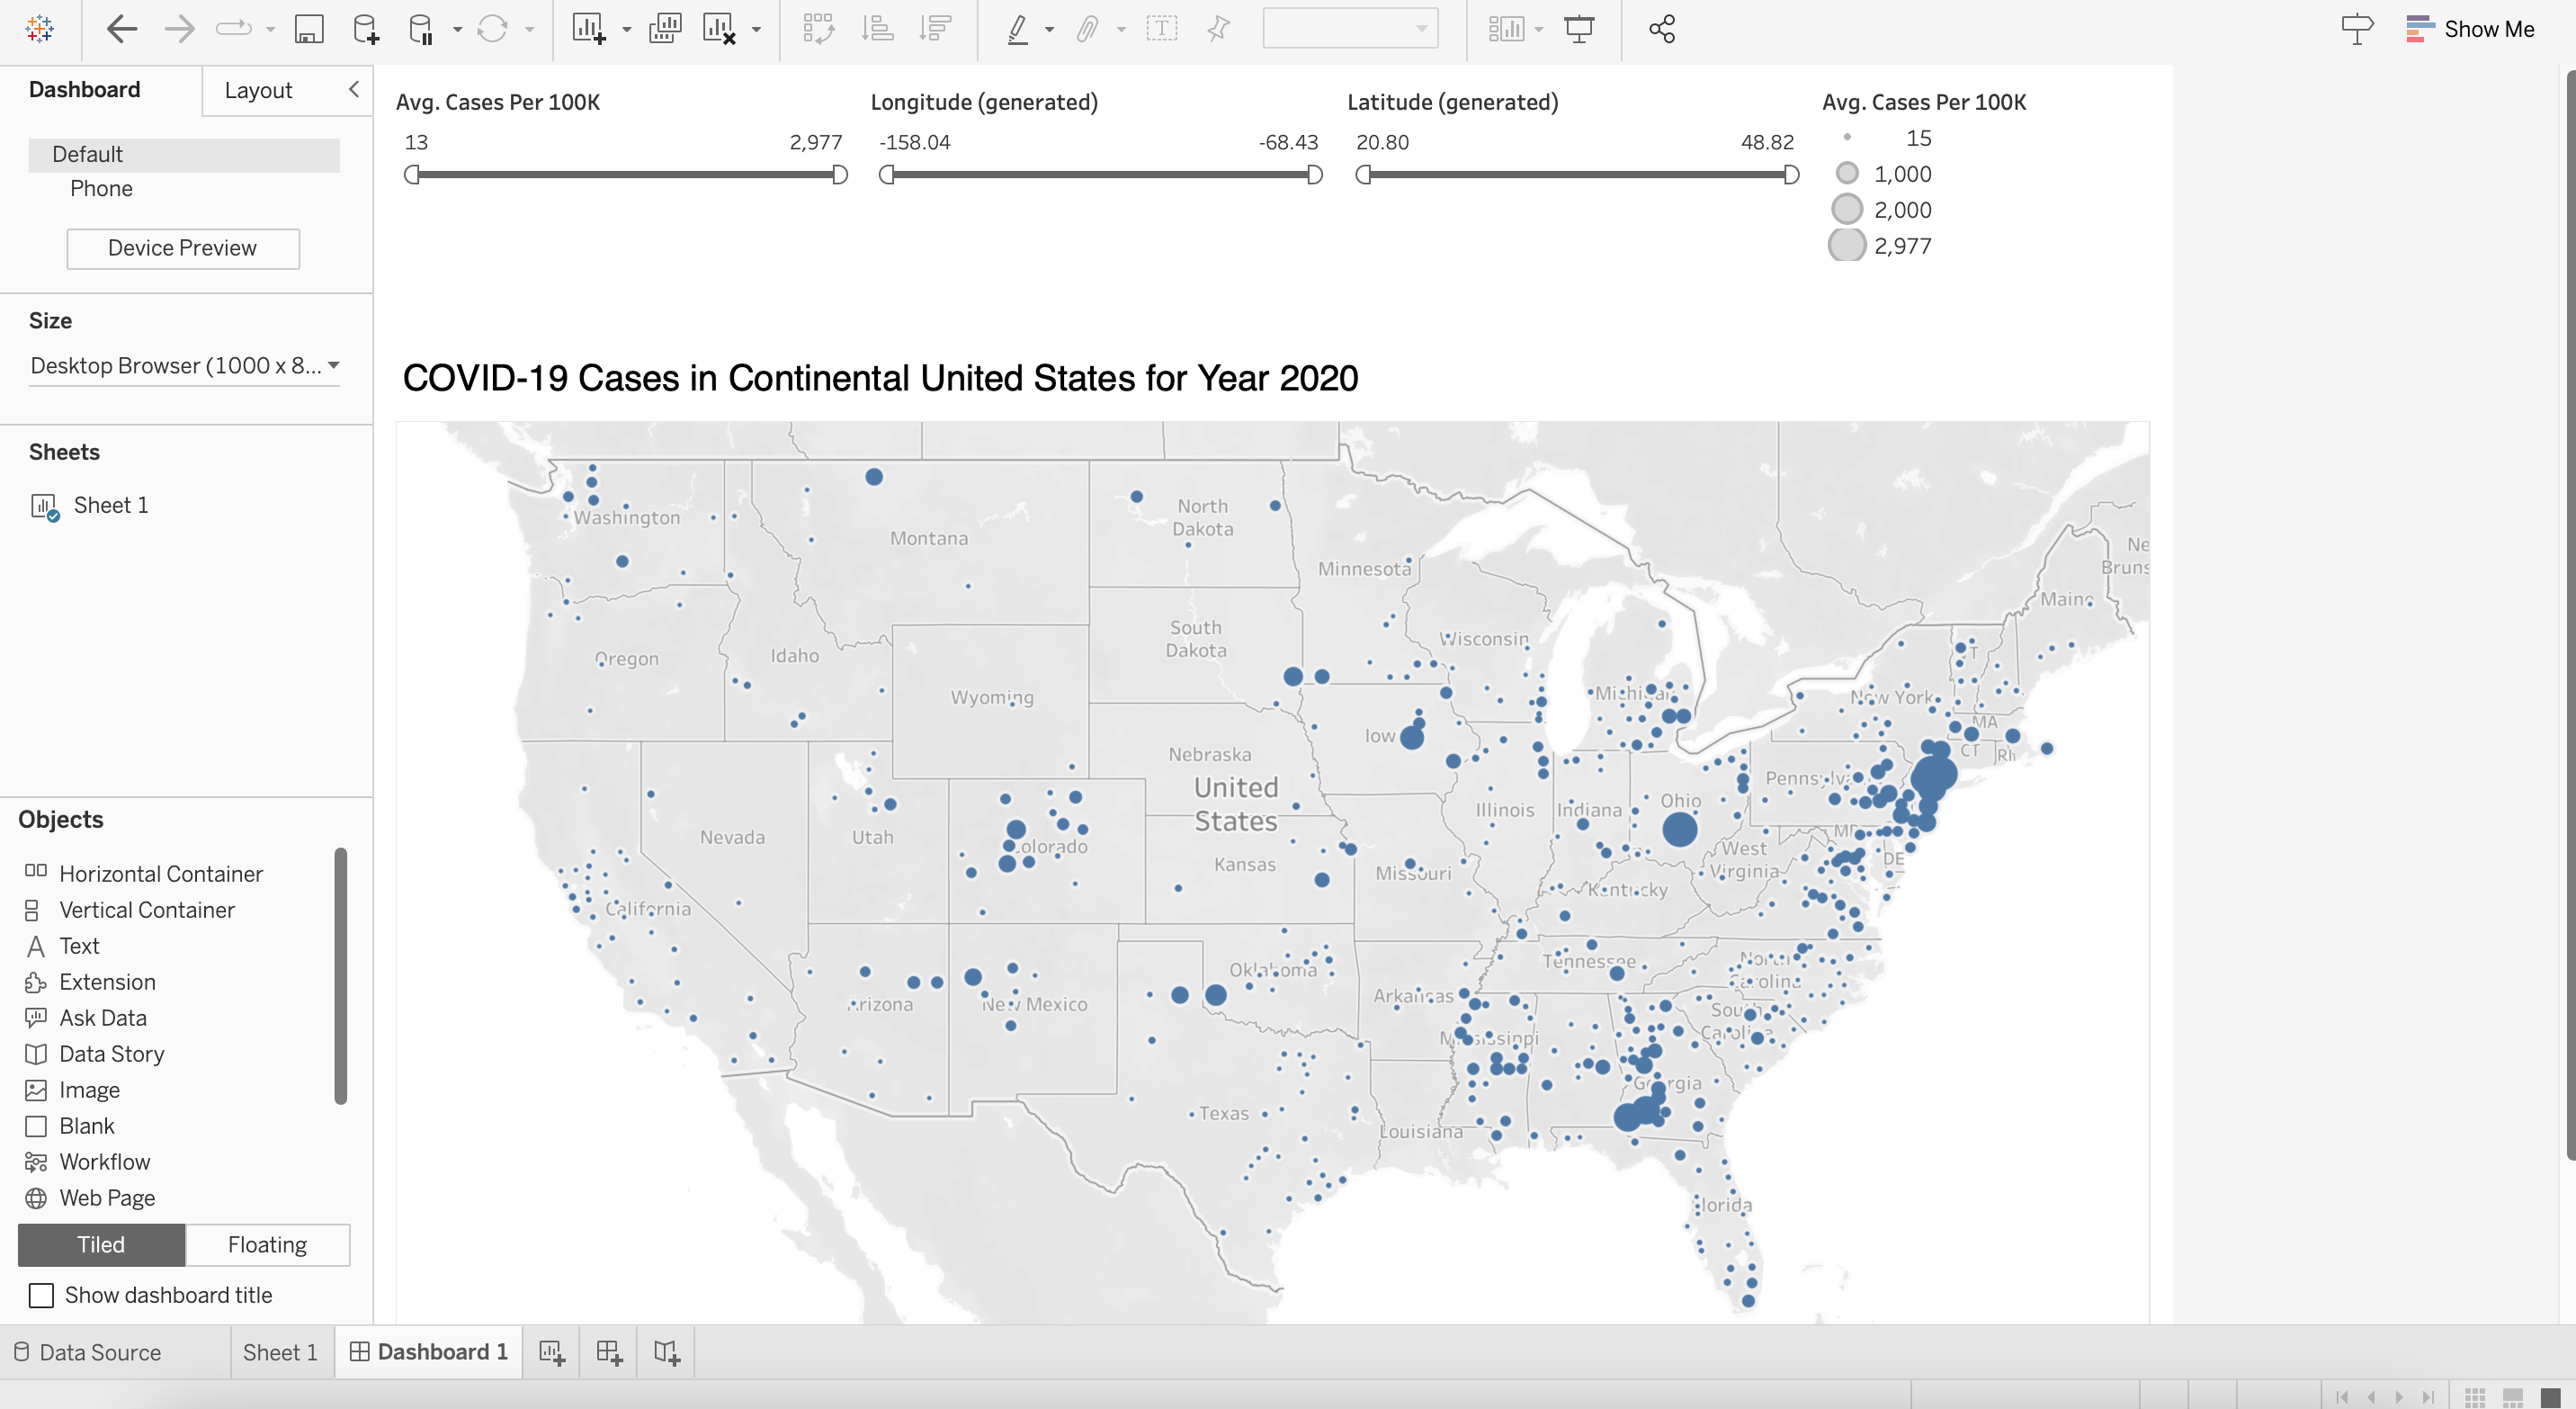 Show Me
Dashboard
Layout
Default
Phone
Device Preview
Size
Desktop Browser (1000 x 8...
Sheets
Sheet 1
Objects
Horizontal Container
Vertical Container
Text
Extension
Ask Data
Data Story
Image
Blank
Workflow
Web Page
Tiled
Floating
Show dashboard title
Avg. Cases Per 100K
13
2,977
Longitude (generated)
-158.04
-68.43
Latitude (generated)
20.80
48.82
Avg. Cases Per 100K
15
1,000
2,000
2,977
COVID-19 Cases in Continental United States for Year 2020
Washington
Montana
North
Dakota
Minnesota
Ne
Bruns
Maine
Oregon
Idaho
South
Dakota
Wisconsin
VT
Wyoming
Michigan
New York
MA
Iow
Nebraska
CT
RI
United
States
Pennsylva
Nevada
Utah
Colorado
Illinois
Indiana
Ohio
MD
Kansas
Missouri
West
Virginia
DE
California
Kentucky
Oklahoma
Tennessee
North
Carolina
Arizona
New Mexico
Arkansas
South
Carolina
Mississippi
Georgia
Texas
Louisiana
Florida
Data Source
Sheet 1
Dashboard 1